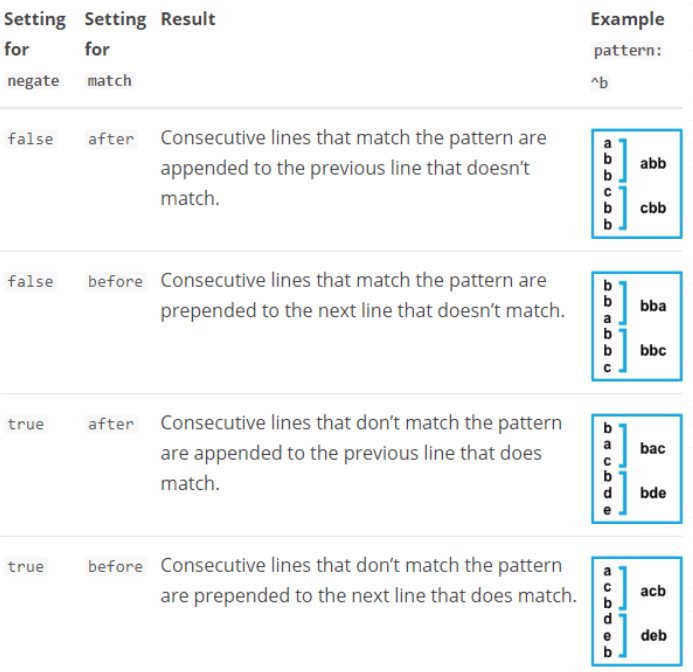 Setting Setting Result Example
for for pattern:
negate match ^b
false after Consecutive lines that match the pattern are
appended to the previous line that doesn’t
match.
a
b
b
c
b
b
abb
cbb
false before Consecutive lines that match the pattern are
prepended to the next line that doesn’t match.
b
b
a
b
b
c
bba
bbc
true after Consecutive lines that don’t match the pattern
are appended to the previous line that does
match.
b
a
c
b
d
e
bac
bde
true before Consecutive lines that don’t match the pattern
are prepended to the next line that does match.
a
c
b
d
e
b
acb
deb